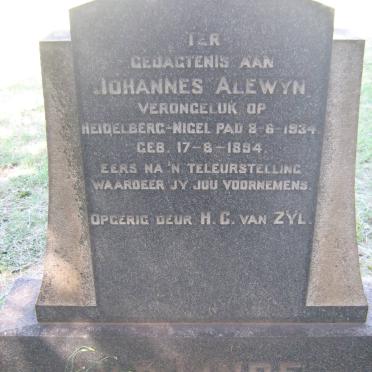 TER
GEDAGTENIS AAN
JOHANNES ALEWYN
VERONGELUK OP
HEIDELBERG-NIGEL PAD 8-6-1934.
GEB. 17-8-1894.
EERS NA 'N TELEURSTELLING
WAARDEER JY JOU VOORNEMENS.
OPGERIG DEUR H. C. VAN ZYL.